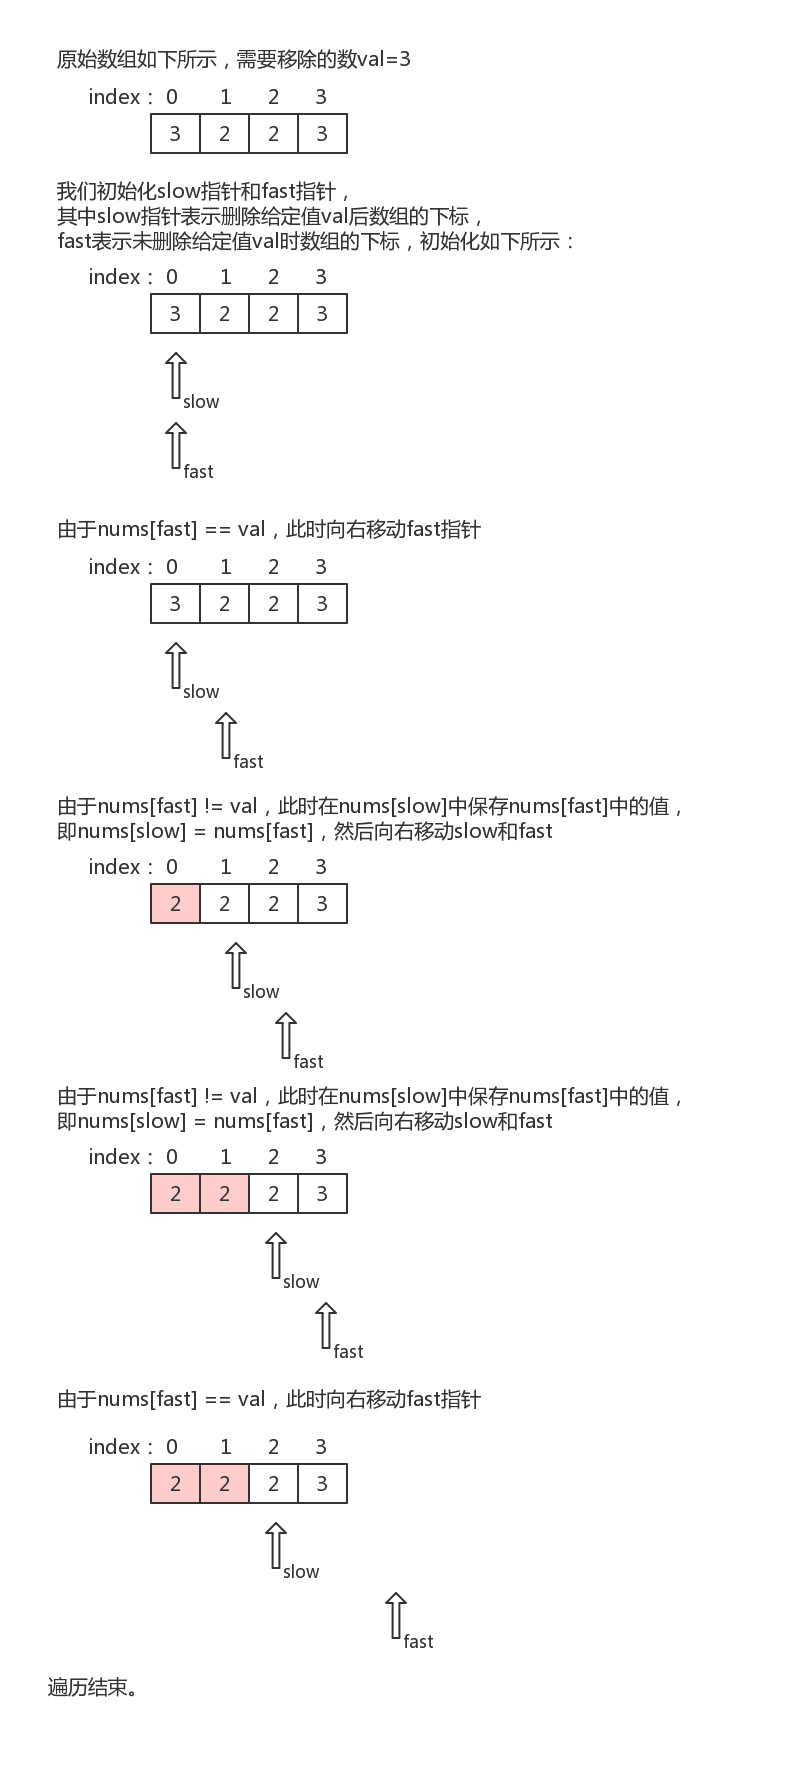 原始数组如下所示，需要移除的数val=3
index： 0 1 2 3
3 2 2 3
我们初始化slow指针和fast指针，
其中slow指针表示删除给定值val后数组的下标，
fast表示未删除给定值val时数组的下标，初始化如下所示：
index： 0 1 2 3
3 2 2 3
slow
fast
由于nums[fast] == val，此时向右移动fast指针
index： 0 1 2 3
3 2 2 3
slow
fast
由于nums[fast] != val，此时在nums[slow]中保存nums[fast]中的值，
即nums[slow] = nums[fast]，然后向右移动slow和fast
index： 0 1 2 3
2 2 2 3
slow
fast
由于nums[fast] != val，此时在nums[slow]中保存nums[fast]中的值，
即nums[slow] = nums[fast]，然后向右移动slow和fast
index： 0 1 2 3
2 2 2 3
slow
fast
由于nums[fast] == val，此时向右移动fast指针
index： 0 1 2 3
2 2 2 3
slow
fast
遍历结束。